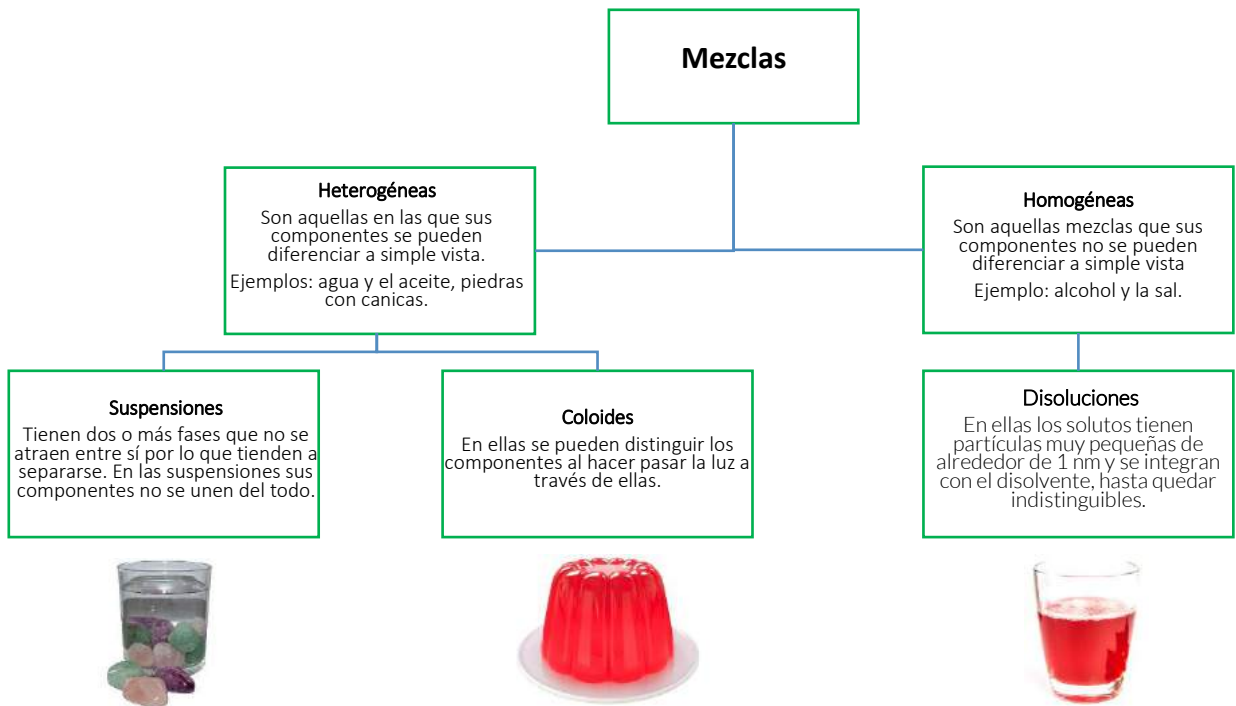 Mezclas
Heterogéneas
Son aquellas en las que sus
componentes se pueden
diferenciar a simple vista.
Ejemplos: agua y el aceite, piedras
con canicas.
Homogéneas
Son aquellas mezclas que sus
componentes no se pueden
diferenciar a simple vista
Ejemplo: alcohol y la sal.
Suspensiones
Tienen dos o más fases que no se
atraen entre sí por lo que tienden a
separarse. En las suspensiones sus
componentes no se unen del todo.
Coloides
En ellas se pueden distinguir los
componentes al hacer pasar la luz a
través de ellas.
Disoluciones
En ellas los solutos tienen
partículas muy pequeñas de
alrededor de 1 nm y se integran
con el disolvente, hasta quedar
indistinguibles.